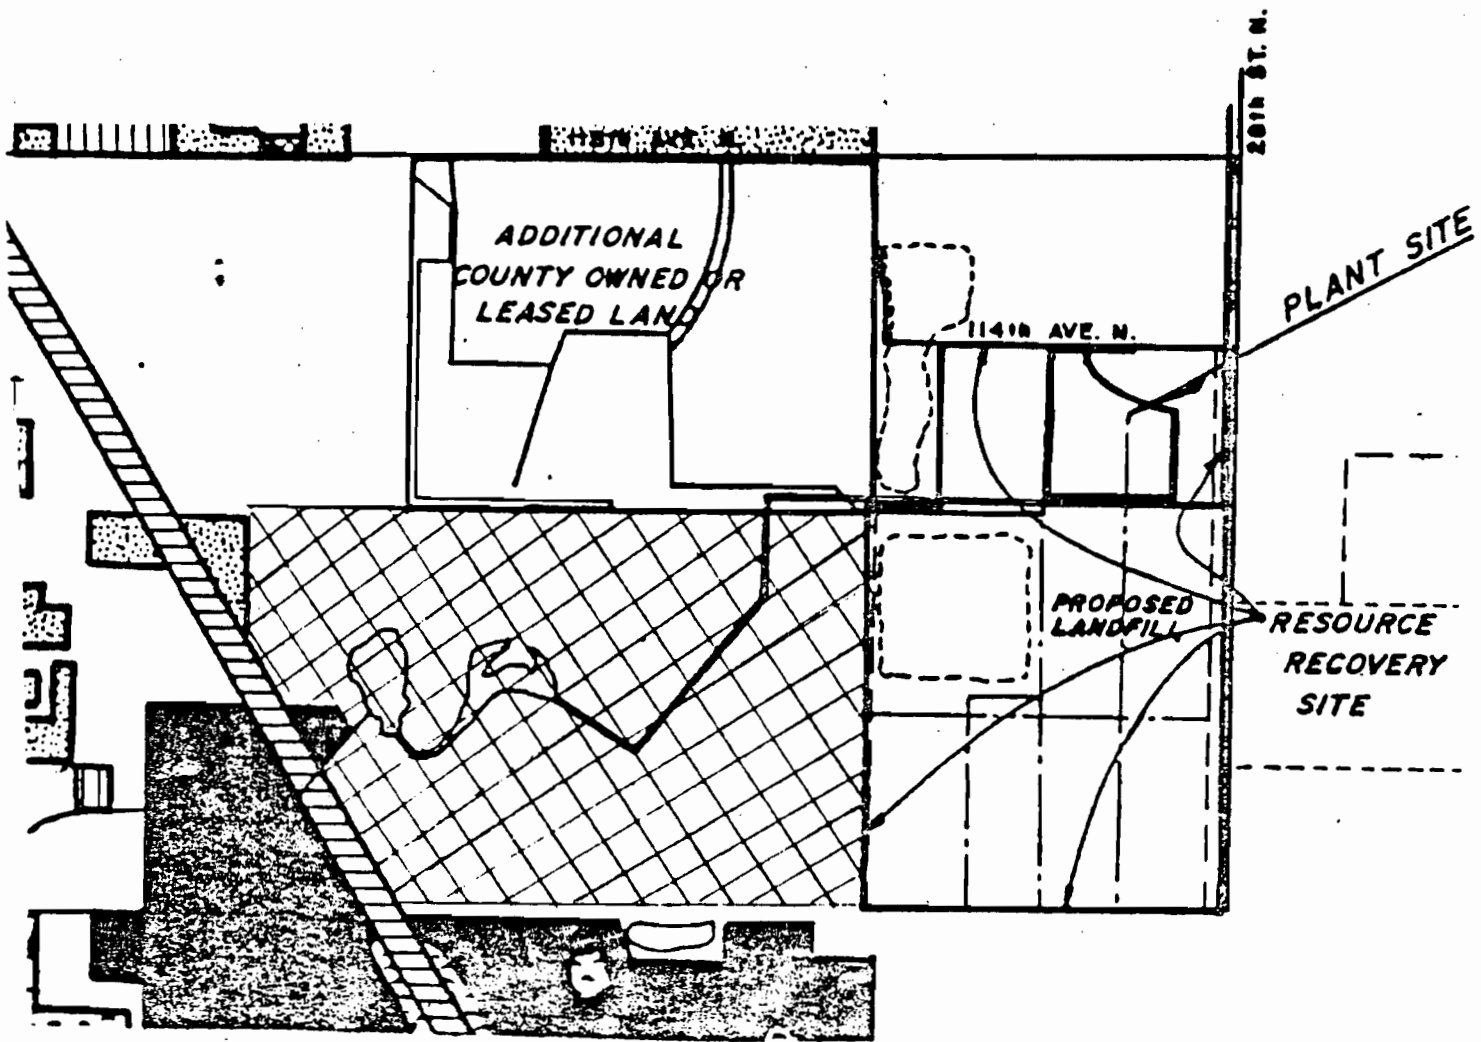 28th ST. N.
PLANT SITE
ADDITIONAL
COUNTY OWNED OR
LEASED LAND
114th AVE. N.
PROPOSED
LANDFILL
RESOURCE
RECOVERY
SITE